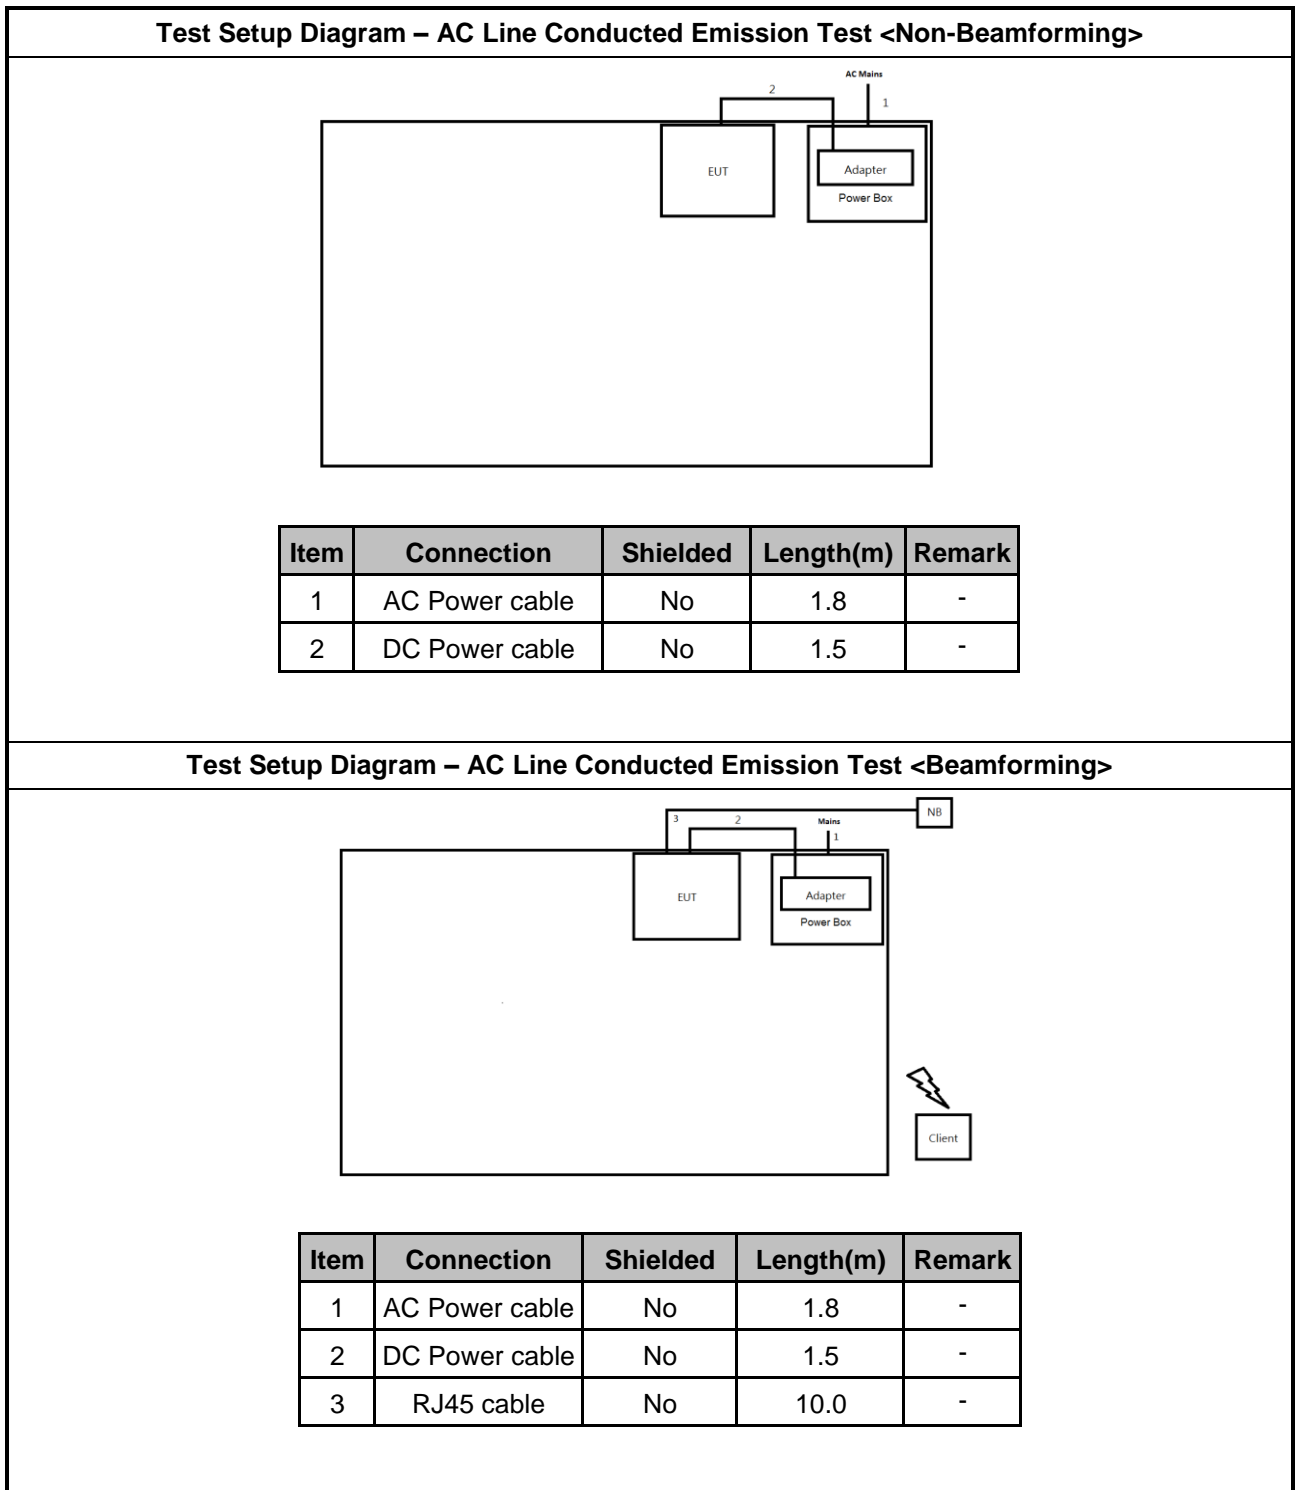 Test Setup Diagram – AC Line Conducted Emission Test <Non-Beamforming>
AC Mains
2
1
EUT
Adapter
Power Box
Item Connection Shielded Length(m) Remark
1 AC Power cable No 1.8 -
2 DC Power cable No 1.5 -
Test Setup Diagram – AC Line Conducted Emission Test <Beamforming>
NB
3 2 Mains
1
EUT
Adapter
Power Box
Client
Item Connection Shielded Length(m) Remark
1 AC Power cable No 1.8 -
2 DC Power cable No 1.5 -
3 RJ45 cable No 10.0 -